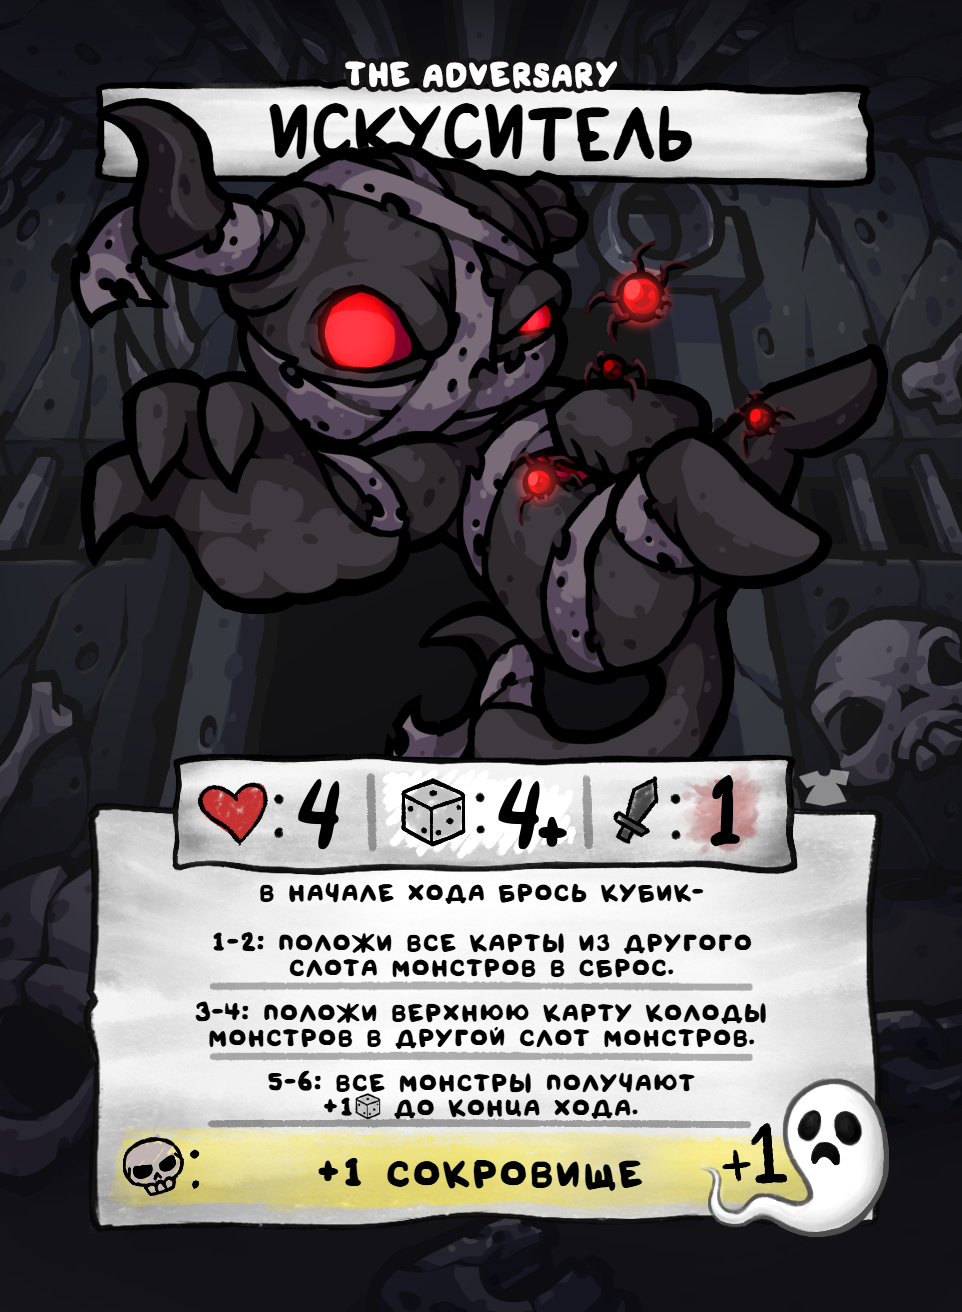 THE ADVERSARY
ИСКУСИТЕЛЬ
: 4 : 4+ : 1
В НАЧАЛЕ ХОДА БРОСЬ КУБИК-
1-2: ПОЛОЖИ ВСЕ КАРТЫ ИЗ ДРУГОГО
СЛОТА МОНСТРОВ В СБРОС.
3-4: ПОЛОЖИ ВЕРХНЮЮ КАРТУ КОЛОДЫ
МОНСТРОВ В ДРУГОЙ СЛОТ МОНСТРОВ.
5-6: ВСЕ МОНСТРЫ ПОЛУЧАЮТ
+1 ДО КОНЦА ХОДА.
: +1 СОКРОВИЩЕ +1